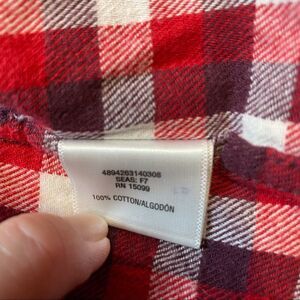 4894263140308
SEAS: F7
RN 15099
100% COTTON/ALGODÓN